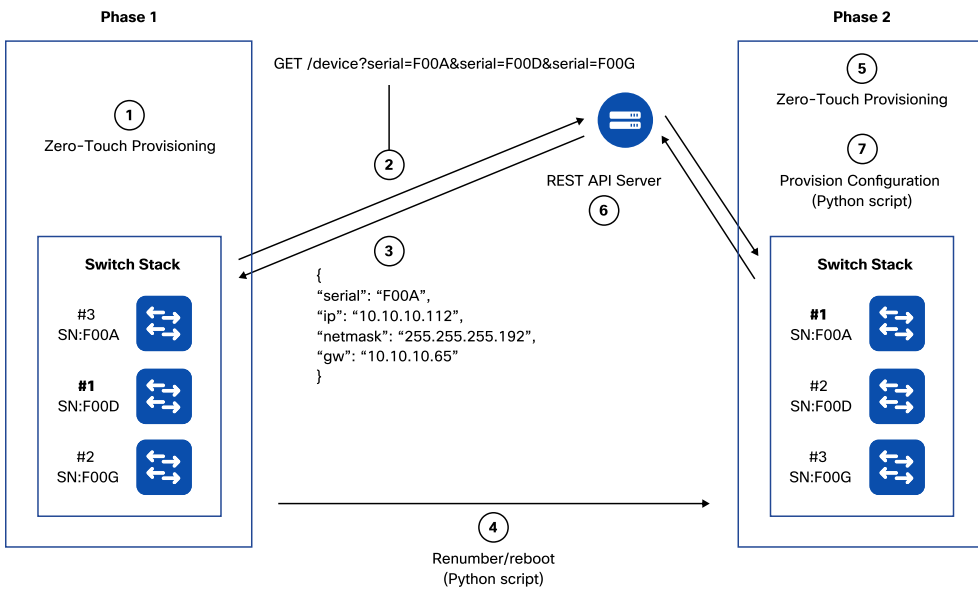 Phase 1
Phase 2
GET /device?serial=F00A&serial=F00D&serial=F00G
1
Zero-Touch Provisioning
2
REST API Server
6
5
Zero-Touch Provisioning
7
Provision Configuration
(Python script)
3
{
“serial”: “F00A”,
“ip”: “10.10.10.112”,
“netmask”: “255.255.255.192”,
“gw”: “10.10.10.65”
}
Switch Stack
#3
SN:F00A
#1
SN:F00D
#2
SN:F00G
Switch Stack
#1
SN:F00A
#2
SN:F00D
#3
SN:F00G
4
Renumber/reboot
(Python script)